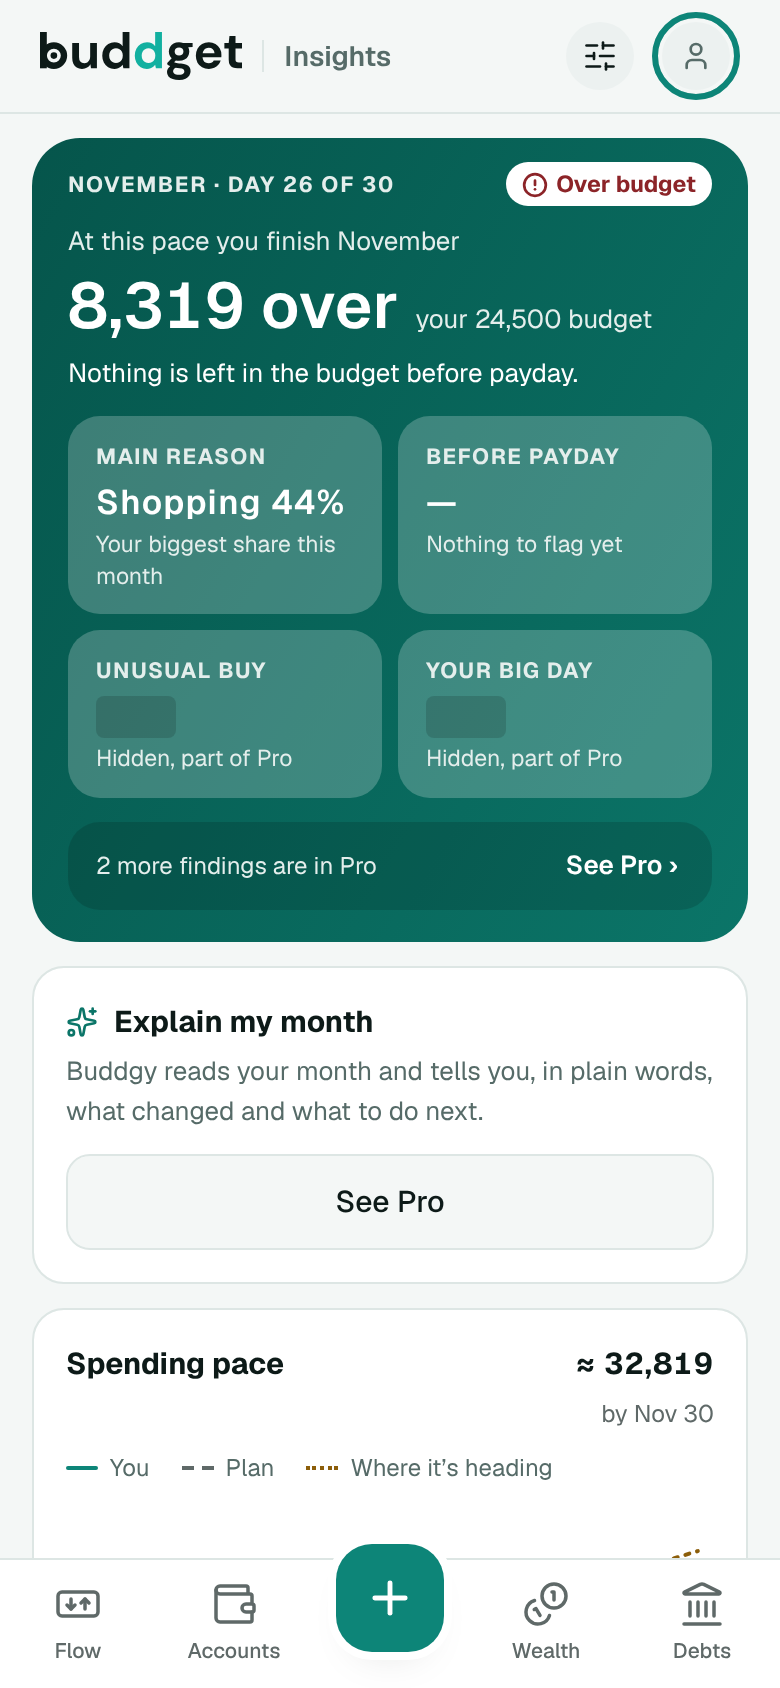 buddget
Insights
NOVEMBER · DAY 26 OF 30
Over budget
At this pace you finish November
8,319 over your 24,500 budget
Nothing is left in the budget before payday.
MAIN REASON
Shopping 44%
Your biggest share this
month
BEFORE PAYDAY
—
Nothing to flag yet
UNUSUAL BUY
Hidden, part of Pro
YOUR BIG DAY
Hidden, part of Pro
2 more findings are in Pro
See Pro ›
Explain my month
Buddgy reads your month and tells you, in plain words,
what changed and what to do next.
See Pro
Spending pace
≈ 32,819
by Nov 30
You
Plan
Where it’s heading
Flow
Accounts
Wealth
Debts